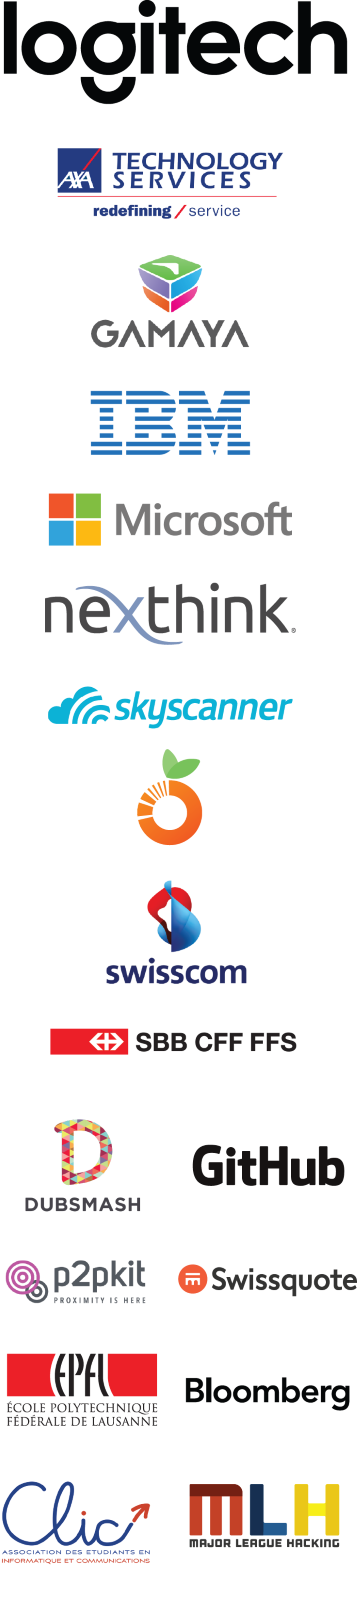 logitech
AXA TECHNOLOGY
SERVICES
redefining / service
GAMAYA
IBM
Microsoft
nexthink®
skyscanner
swisscom
SBB CFF FFS
D
DUBSMASH
GitHub
p2pkit
PROXIMITY IS HERE
Swissquote
EPFL
ÉCOLE POLYTECHNIQUE
FÉDÉRALE DE LAUSANNE
Bloomberg
Clic
ASSOCIATION DES ETUDIANTS EN
INFORMATIQUE ET COMMUNICATIONS
MLH
MAJOR LEAGUE HACKING